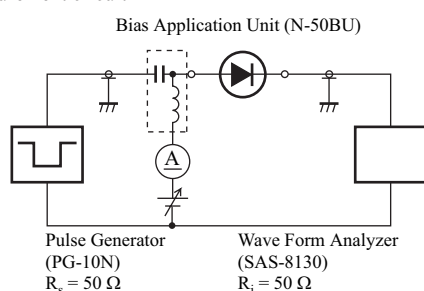 Bias Application Unit (N-50BU)
A
Pulse Generator
(PG-10N)
Rs = 50 Ω
Wave Form Analyzer
(SAS-8130)
Ri = 50 Ω